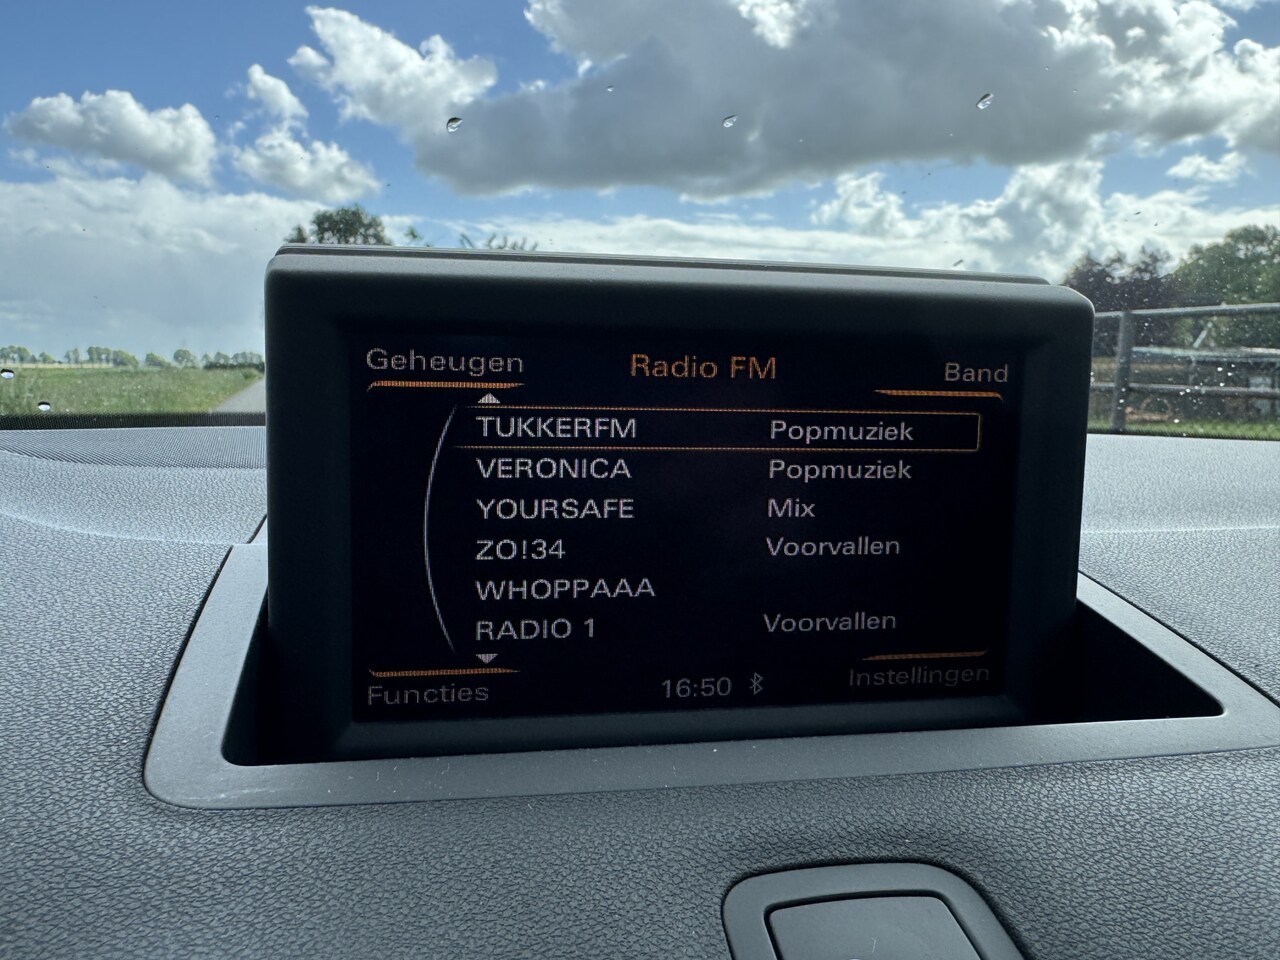 Geheugen Radio FM Band
TUKKERFM Popmuziek
VERONICA Popmuziek
YOURSAFE Mix
ZO!34 Voorvallen
WHOPPAAA
RADIO 1 Voorvallen
Functies 16:50 Instellingen